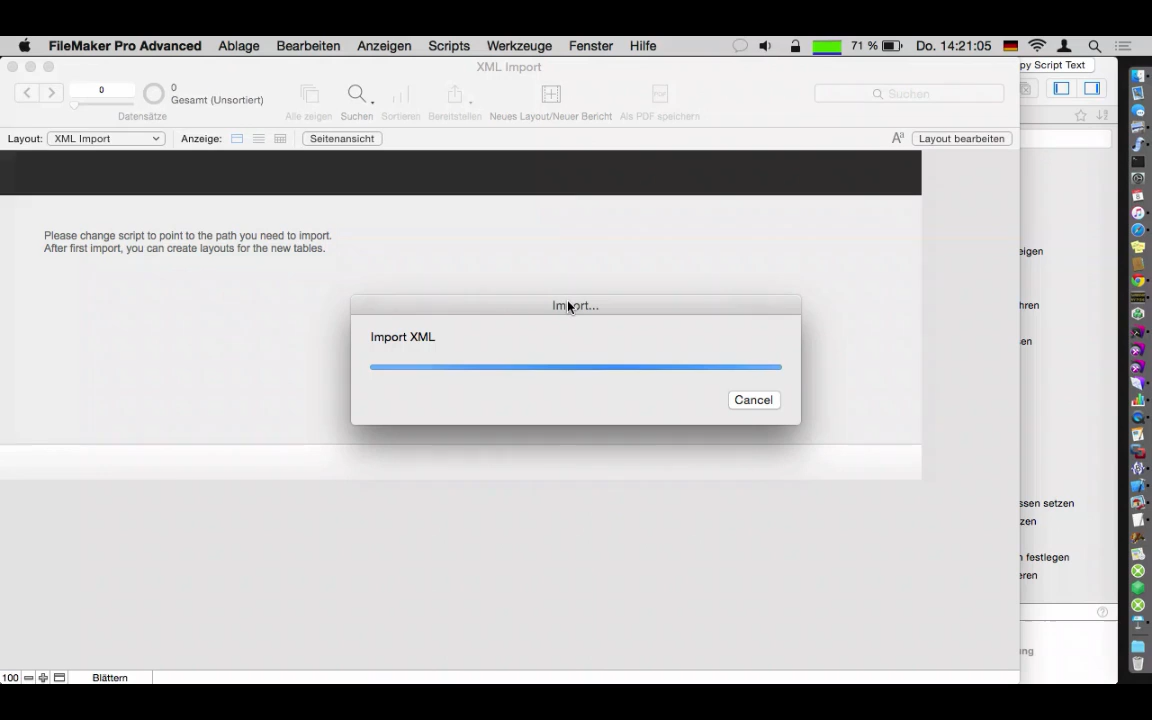 FileMaker Pro Advanced Ablage Bearbeiten Anzeigen Scripts Werkzeuge Fenster Hilfe 71 % Do. 14:21:05
XML Import
py Script Text
0
0
Gesamt (Unsortiert)
Datensätze
Alle zeigen Suchen Sortieren Bereitstellen Neues Layout/Neuer Bericht Als PDF speichern
PDF
Suchen
Layout: XML Import Anzeige: Seitenansicht Aa Layout bearbeiten
Please change script to point to the path you need to import.
After first import, you can create layouts for the new tables.
eigen
hren
en
Import...
Import XML
Cancel
ssen setzen
zen
n festlegen
eren
ng
100 Blättern